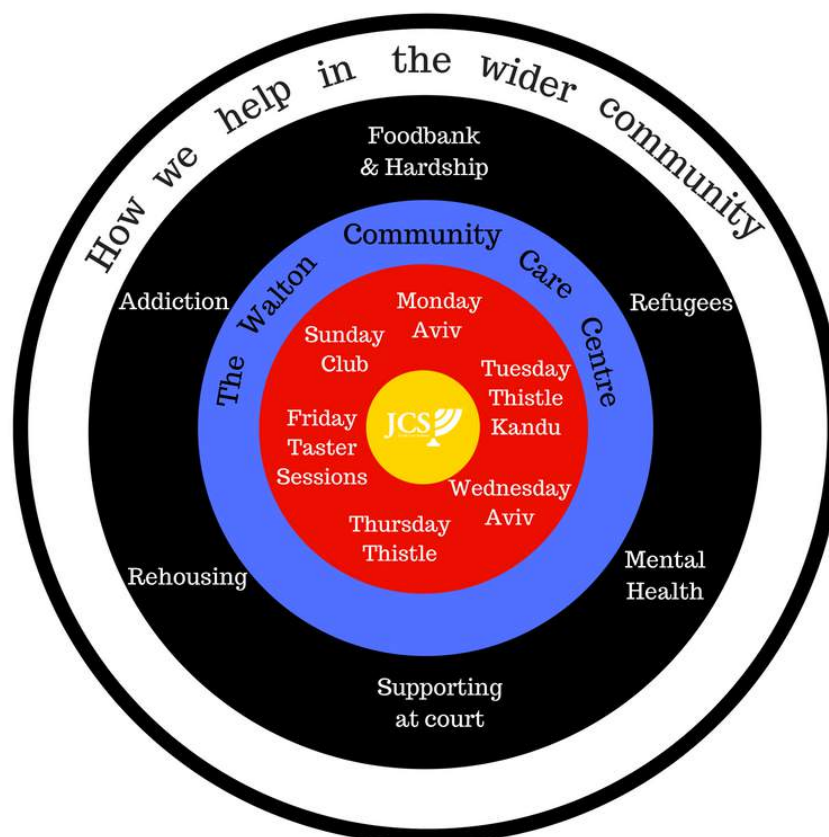 How we help in the wider community
Foodbank
& Hardship
Addiction
Refugees
Rehousing
Mental
Health
Supporting
at court
The Walton Community Care Centre
Monday
Aviv
Sunday
Club
Tuesday
Thistle
Kandu
Friday
Taster
Sessions
Wednesday
Aviv
Thursday
Thistle
JCS